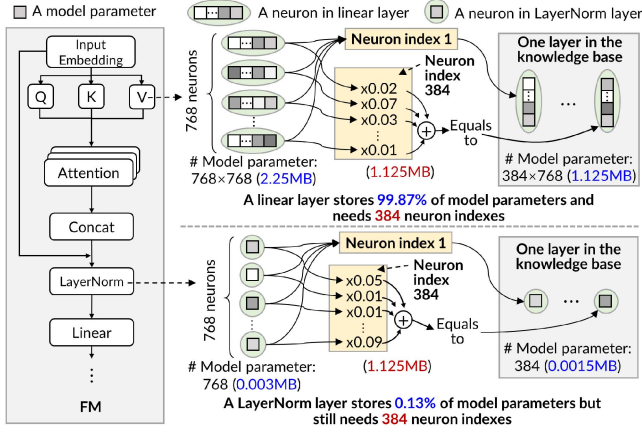 A model parameter
A neuron in linear layer
A neuron in LayerNorm layer
Input
Embedding
Q
K
V
Attention
Concat
LayerNorm
Linear
FM
768 neurons
Neuron index 1
Neuron
index
384
x0.02
x0.07
x0.03
x0.01
+
Equals
to
One layer in the
knowledge base
# Model parameter:
768×768 (2.25MB)
(1.125MB)
# Model parameter:
384×768 (1.125MB)
A linear layer stores 99.87% of model parameters and
needs 384 neuron indexes
768 neurons
Neuron index 1
Neuron
index
384
x0.05
x0.01
x0.01
x0.09
+
Equals
to
One layer in the
knowledge base
# Model parameter:
768 (0.003MB)
(1.125MB)
# Model parameter:
384 (0.0015MB)
A LayerNorm layer stores 0.13% of model parameters but
still needs 384 neuron indexes